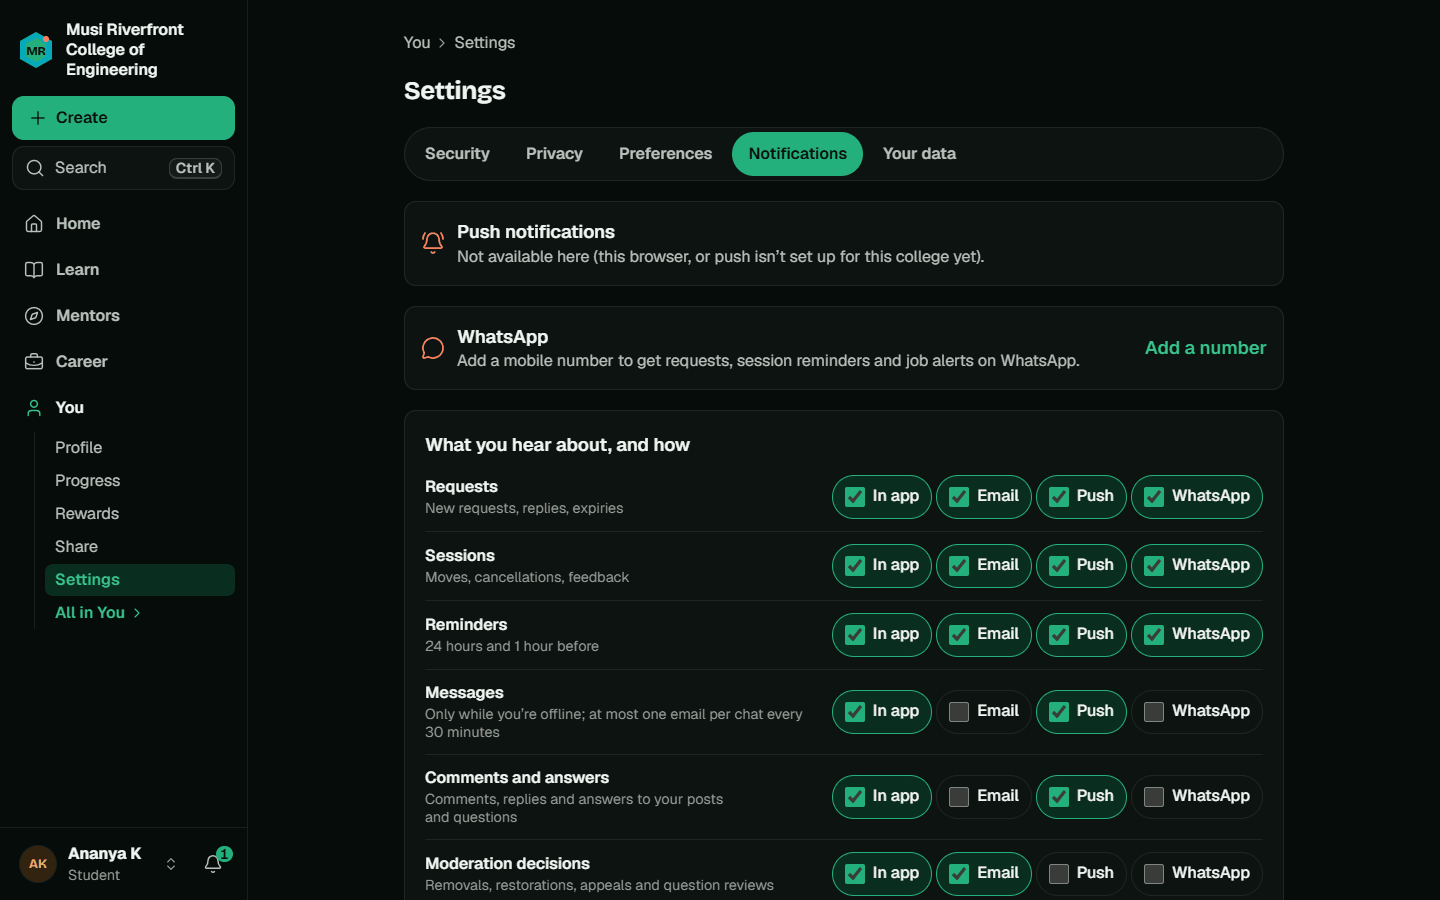 Musi Riverfront
College of
Engineering
MR
Create
Search
Ctrl K
Home
Learn
Mentors
Career
You
Profile
Progress
Rewards
Share
Settings
All in You
AK
Ananya K
Student
1
You > Settings
Settings
Security Privacy Preferences Notifications Your data
Push notifications
Not available here (this browser, or push isn’t set up for this college yet).
WhatsApp
Add a mobile number to get requests, session reminders and job alerts on WhatsApp.
Add a number
What you hear about, and how
Requests
New requests, replies, expiries
In app Email Push WhatsApp
Sessions
Moves, cancellations, feedback
In app Email Push WhatsApp
Reminders
24 hours and 1 hour before
In app Email Push WhatsApp
Messages
Only while you’re offline; at most one email per chat every
30 minutes
In app Email Push WhatsApp
Comments and answers
Comments, replies and answers to your posts
and questions
In app Email Push WhatsApp
Moderation decisions
Removals, restorations, appeals and question reviews
In app Email Push WhatsApp